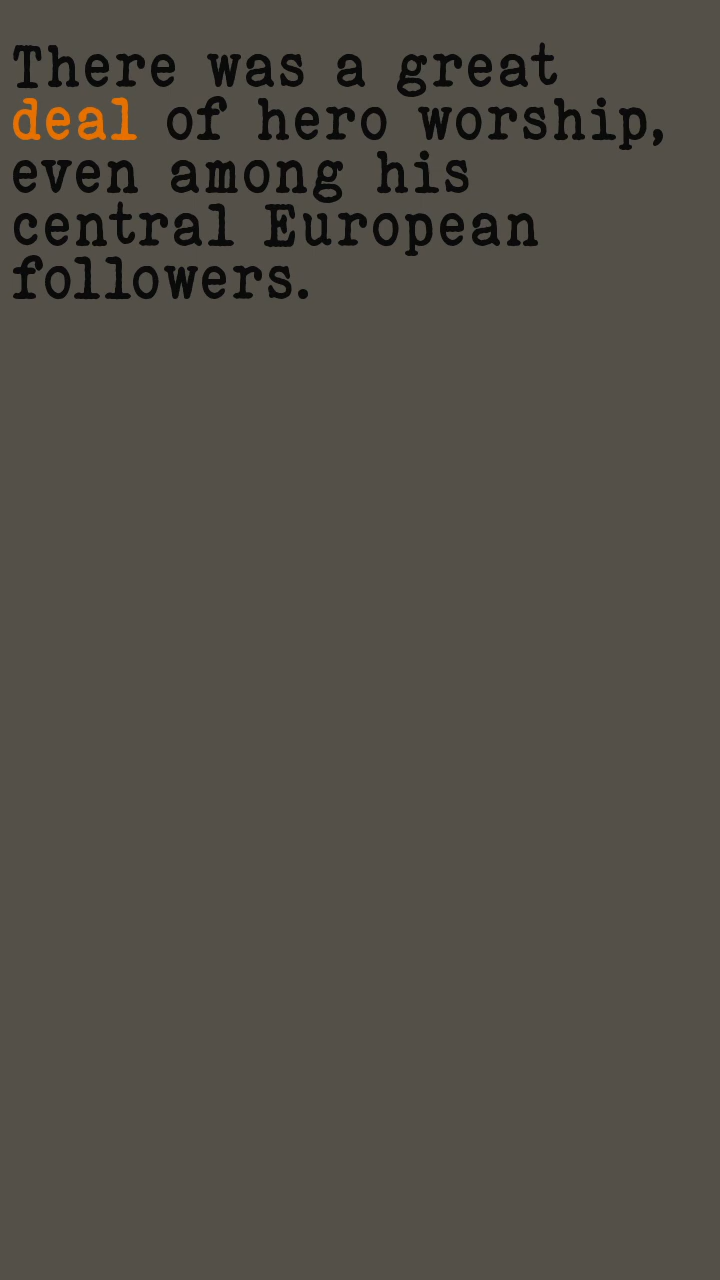 There was a great
deal of hero worship,
even among his
central European
followers.